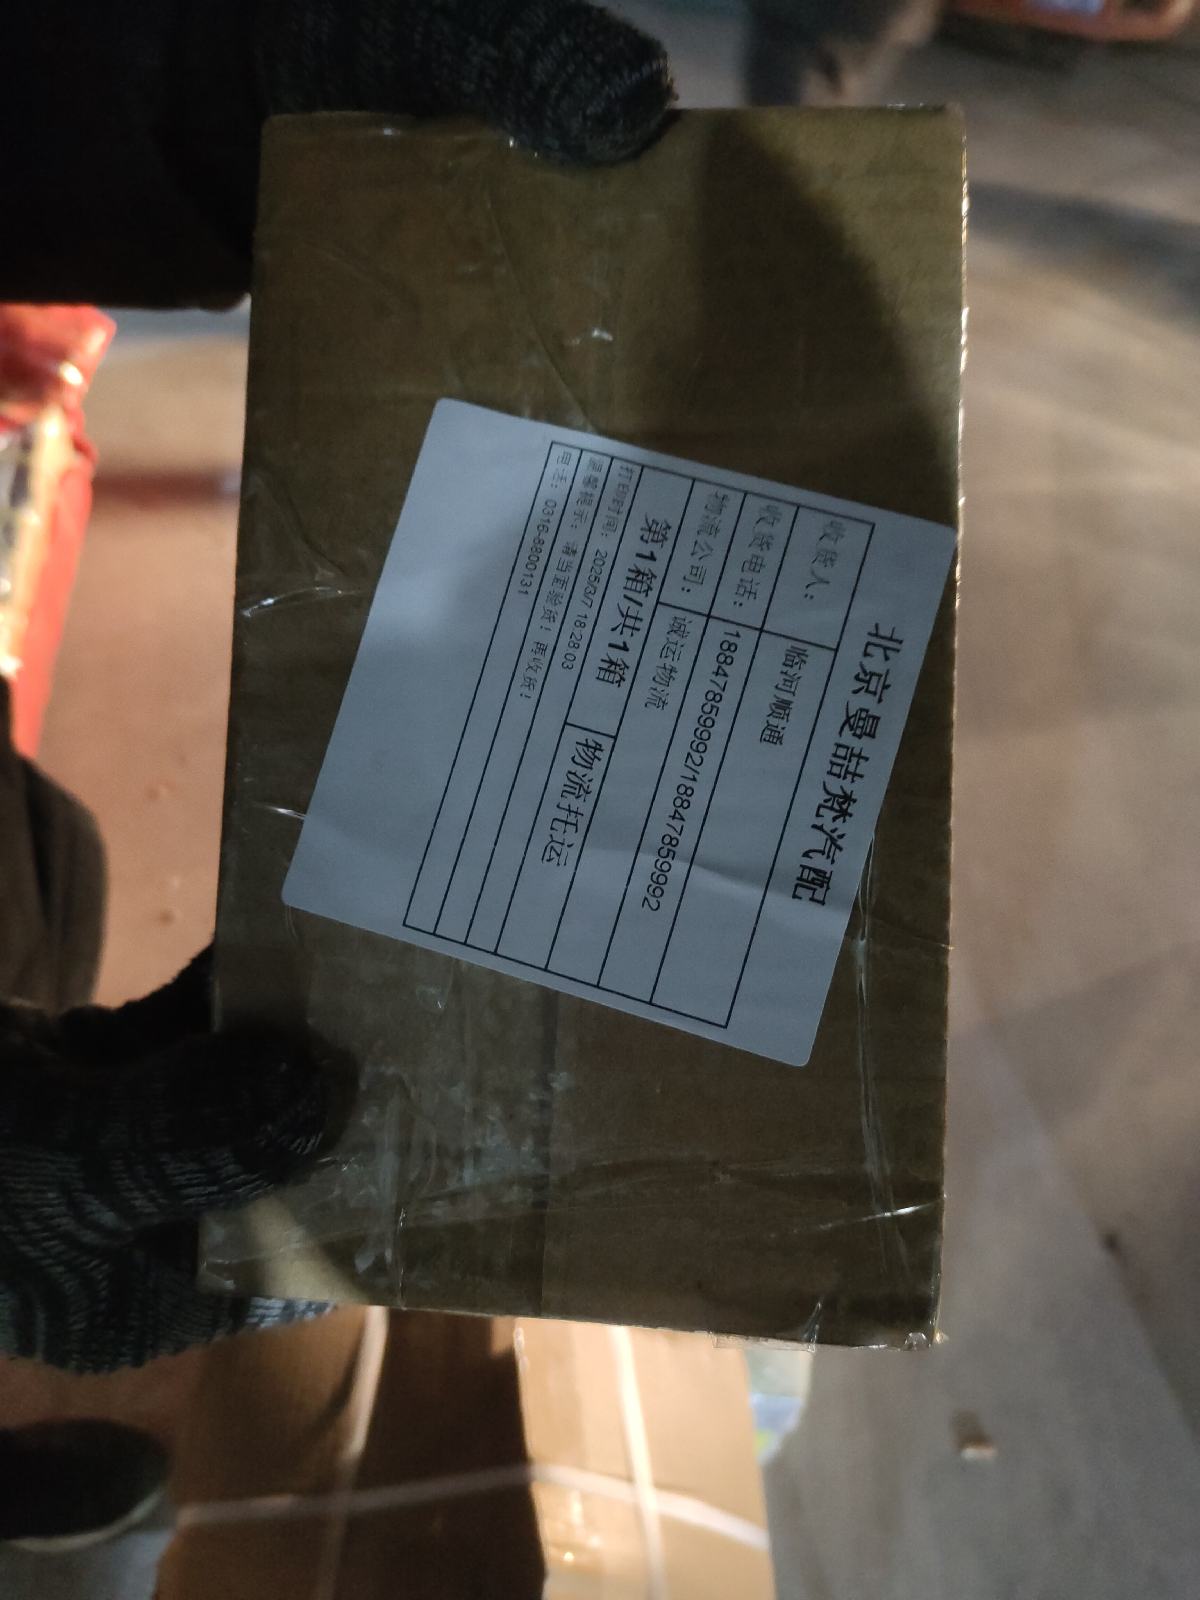 北京曼喆梵汽配
收货人： 临河顺通
收货电话： 18847859992/18847859992
物流公司： 诚运物流
第1箱/共1箱 物流托运
打印时间： 2025/3/7 18:28:03
温馨提示：请当面验货！再收货！
电话：0316-8800131